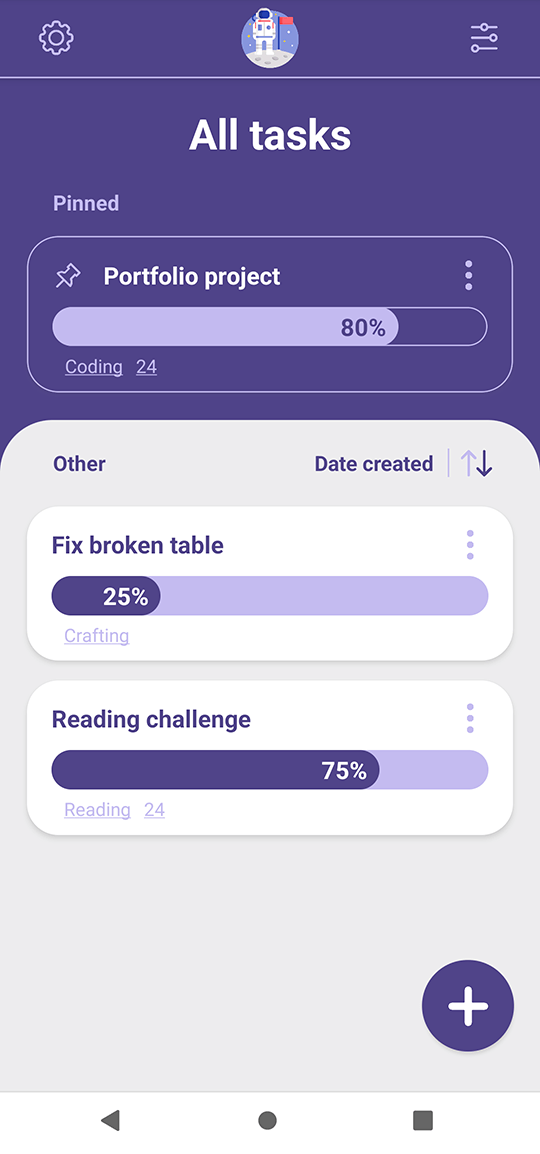 All tasks
Pinned
Portfolio project
80%
Coding 24
Other Date created
Fix broken table
25%
Crafting
Reading challenge
75%
Reading 24